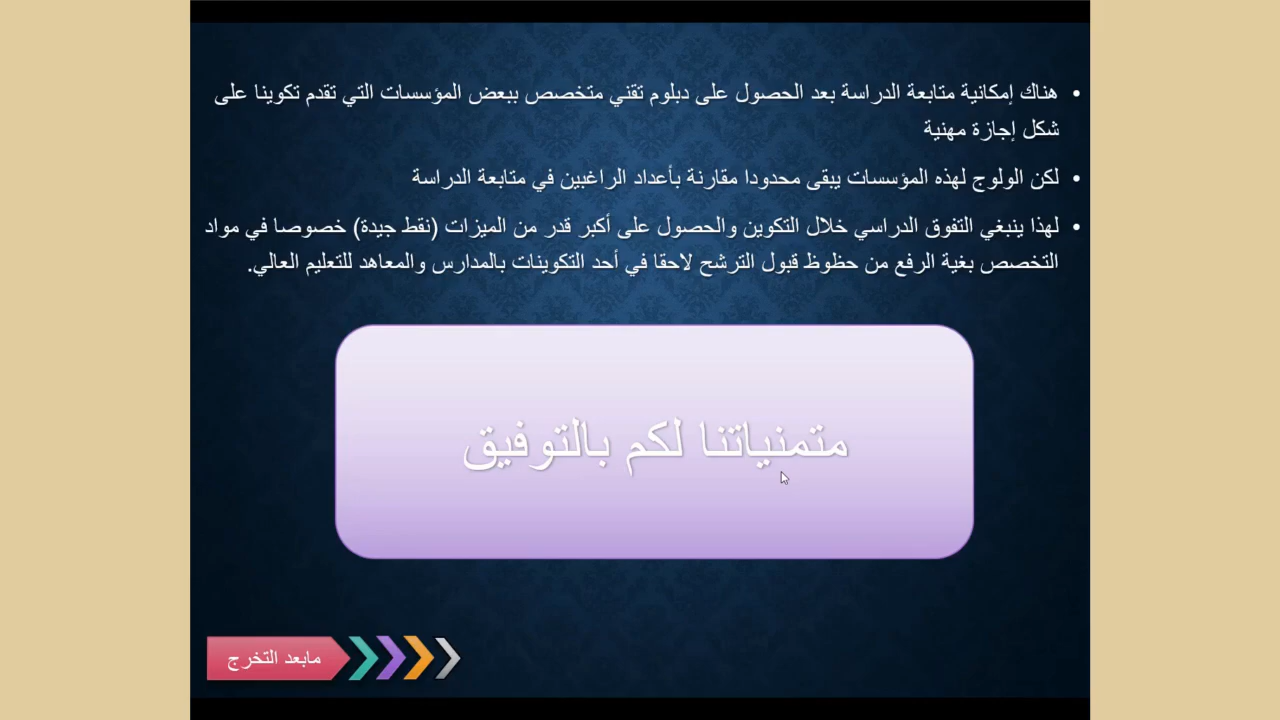 • هناك إمكانية متابعة الدراسة بعد الحصول على دبلوم تقني متخصص ببعض المؤسسات التي تقدم تكوينا على
شكل إجازة مهنية
• لكن الولوج لهذه المؤسسات يبقى محدودا مقارنة بأعداد الراغبين في متابعة الدراسة
• لهذا ينبغي التفوق الدراسي خلال التكوين والحصول على أكبر قدر من الميزات (نقط جيدة) خصوصا في مواد
التخصص بغية الرفع من حظوظ قبول الترشح لاحقا في أحد التكوينات بالمدارس والمعاهد للتعليم العالي.
متمنياتنا لكم بالتوفيق
مابعد التخرج